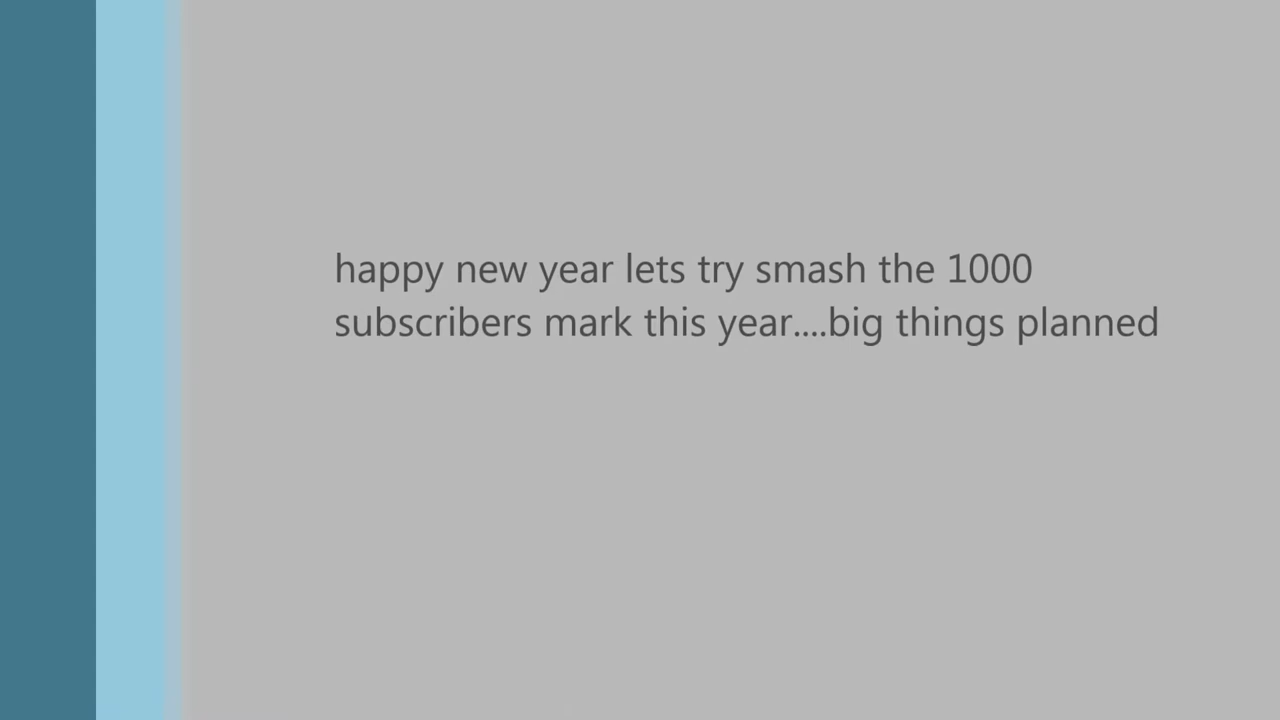 happy new year lets try smash the 1000
subscribers mark this year....big things planned